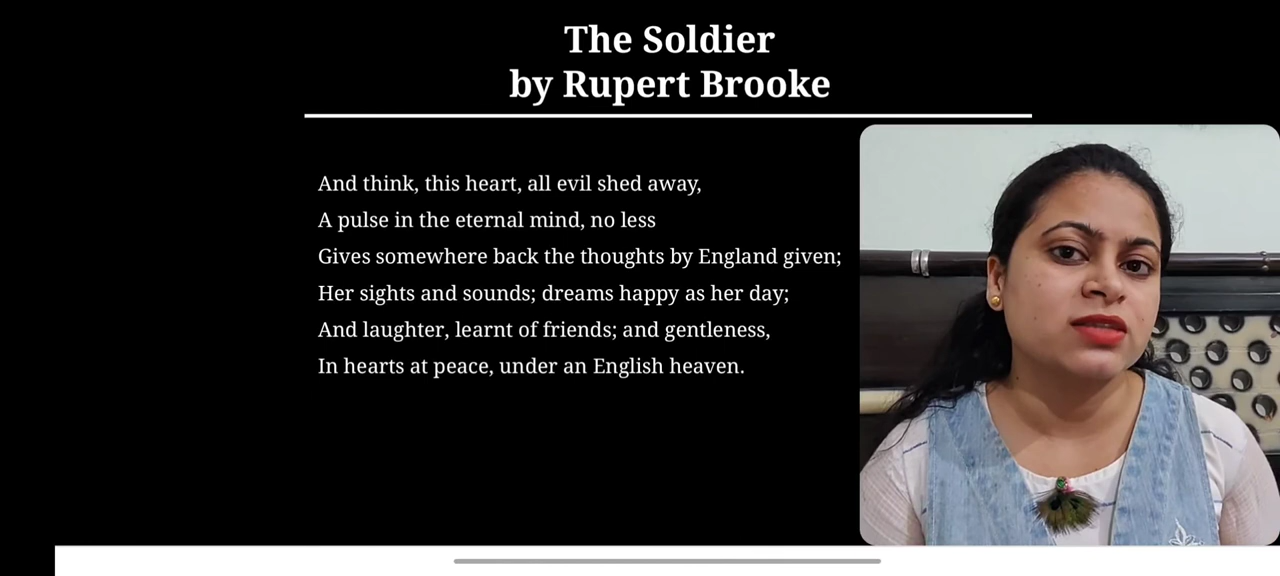 The Soldier
by Rupert Brooke
And think, this heart, all evil shed away,
A pulse in the eternal mind, no less
Gives somewhere back the thoughts by England given;
Her sights and sounds; dreams happy as her day;
And laughter, learnt of friends; and gentleness,
In hearts at peace, under an English heaven.